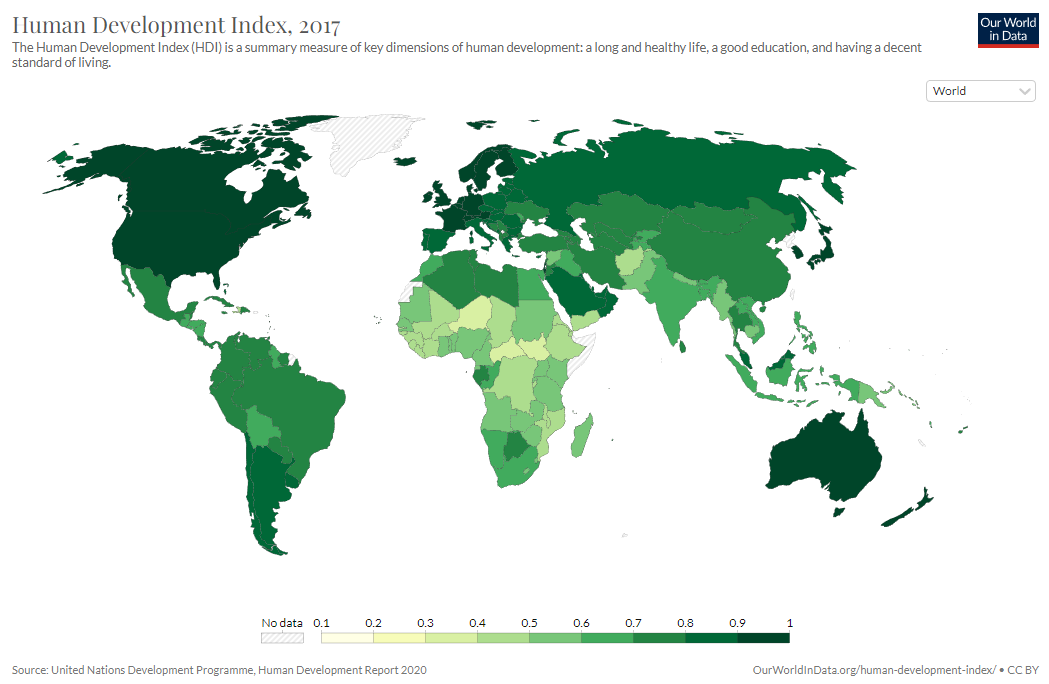 Human Development Index, 2017
The Human Development Index (HDI) is a summary measure of key dimensions of human development: a long and healthy life, a good education, and having a decent
standard of living.
Our World
in Data
World
No data 0.1 0.2 0.3 0.4 0.5 0.6 0.7 0.8 0.9 1
Source: United Nations Development Programme, Human Development Report 2020
OurWorldInData.org/human-development-index/ • CC BY